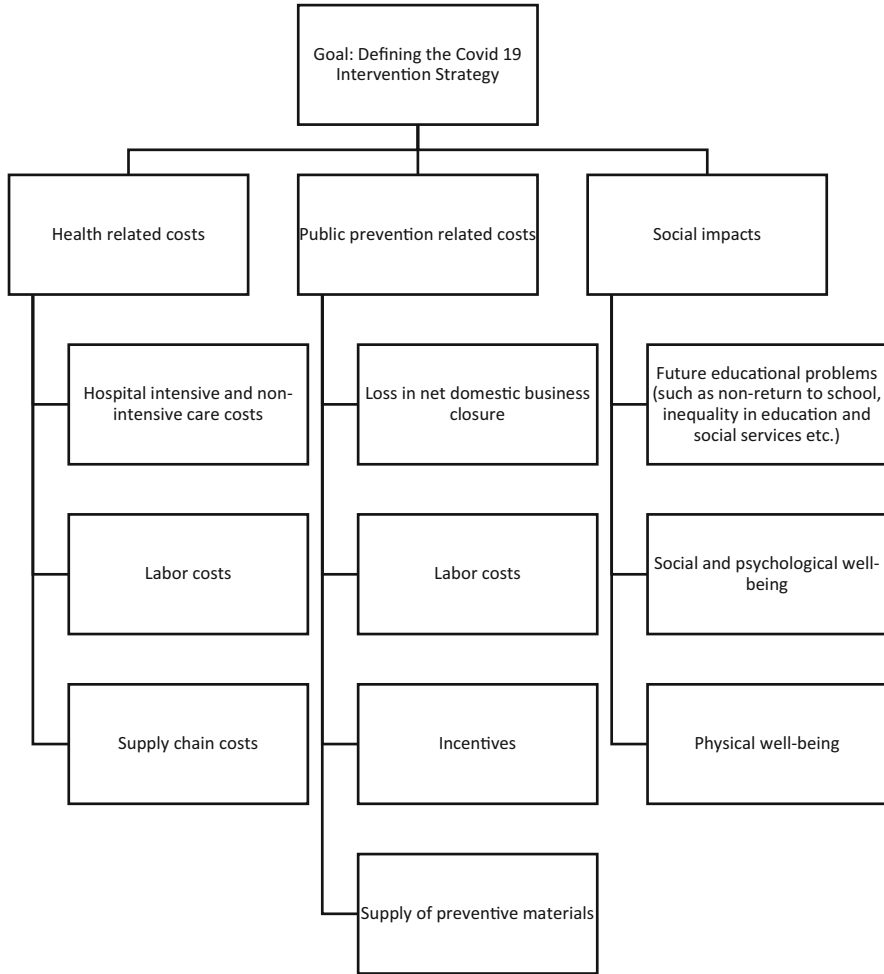 Goal: Defining the Covid 19
Intervention Strategy
Health related costs
Public prevention related costs
Social impacts
Hospital intensive and non-
intensive care costs
Loss in net domestic business
closure
Future educational problems
(such as non-return to school,
inequality in education and
social services etc.)
Labor costs
Labor costs
Social and psychological well-
being
Supply chain costs
Incentives
Physical well-being
Supply of preventive materials